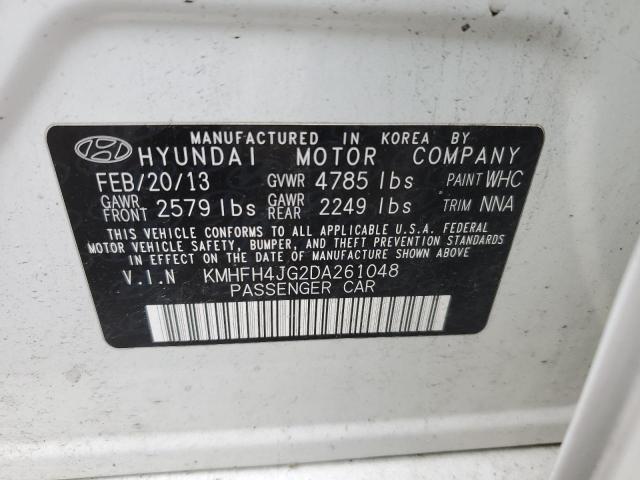 MANUFACTURED IN KOREA BY
HYUNDAI MOTOR COMPANY
FEB/20/13 GVWR 4785 lbs PAINT WHC
GAWR FRONT 2579 lbs GAWR REAR 2249 lbs TRIM NNA
THIS VEHICLE CONFORMS TO ALL APPLICABLE U.S.A. FEDERAL
MOTOR VEHICLE SAFETY, BUMPER, AND THEFT PREVENTION STANDARDS
IN EFFECT ON THE DATE OF MANUFACTURE SHOWN ABOVE
V.I.N KMHFH4JG2DA261048
PASSENGER CAR